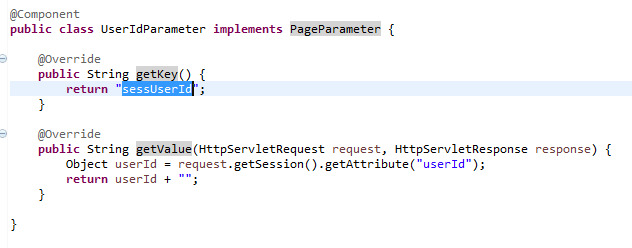 @Component
public class UserIdParameter implements PageParameter {
@Override
public String getKey() {
return "sessUserId";
}
@Override
public String getValue(HttpServletRequest request, HttpServletResponse response) {
Object userId = request.getSession().getAttribute("userId");
return userId + "";
}
}